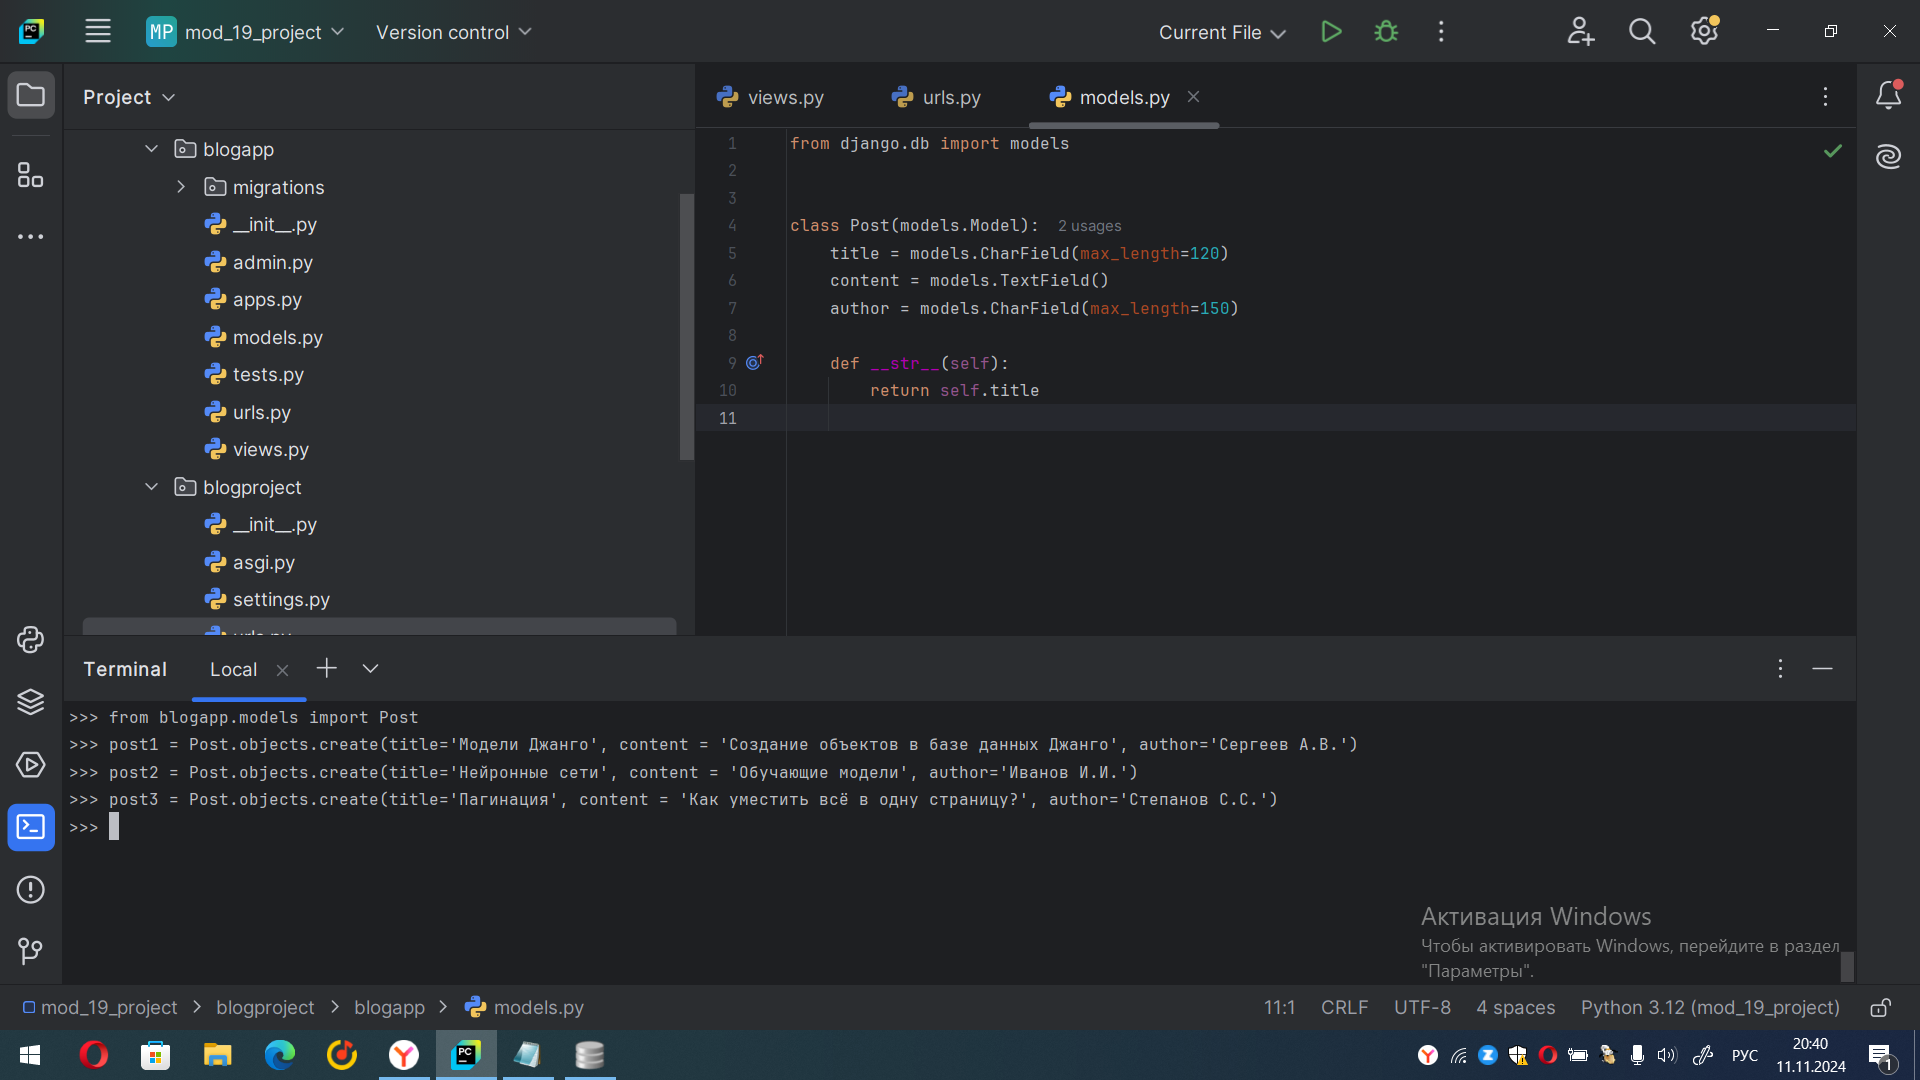 MP mod_19_project Version control Current File
Project
views.py urls.py models.py
blogapp
migrations
__init__.py
admin.py
apps.py
models.py
tests.py
urls.py
views.py
blogproject
__init__.py
asgi.py
settings.py
1 from django.db import models
2
3
4 class Post(models.Model): 2 usages
5 title = models.CharField(max_length=120)
6 content = models.TextField()
7 author = models.CharField(max_length=150)
8
9 def __str__(self):
10 return self.title
11
Terminal Local
>>> from blogapp.models import Post
>>> post1 = Post.objects.create(title='Модели Джанго', content = 'Создание объектов в базе данных Джанго', author='Сергеев А.В.')
>>> post2 = Post.objects.create(title='Нейронные сети', content = 'Обучающие модели', author='Иванов И.И.')
>>> post3 = Post.objects.create(title='Пагинация', content = 'Как уместить всё в одну страницу?', author='Степанов С.С.')
>>>
Активация Windows
Чтобы активировать Windows, перейдите в раздел
"Параметры".
mod_19_project > blogproject > blogapp > models.py 11:1 CRLF UTF-8 4 spaces Python 3.12 (mod_19_project)
РУС
20:40
11.11.2024
1